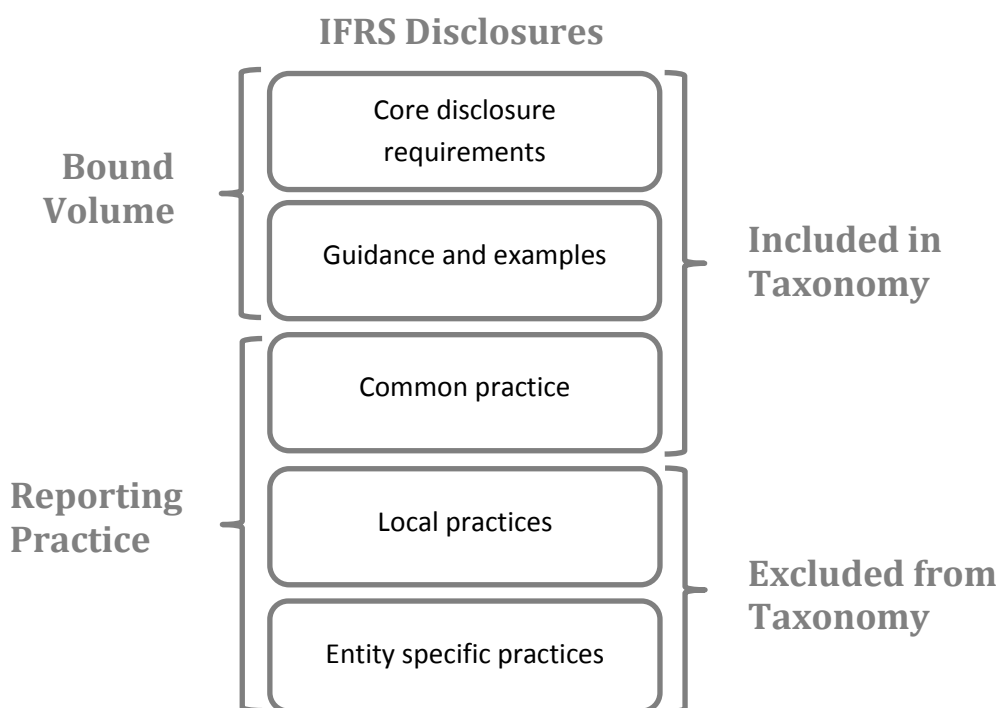 IFRS Disclosures
Core disclosure
requirements
Bound
Volume
Guidance and examples
Included in
Taxonomy
Common practice
Reporting
Practice
Local practices
Excluded from
Taxonomy
Entity specific practices